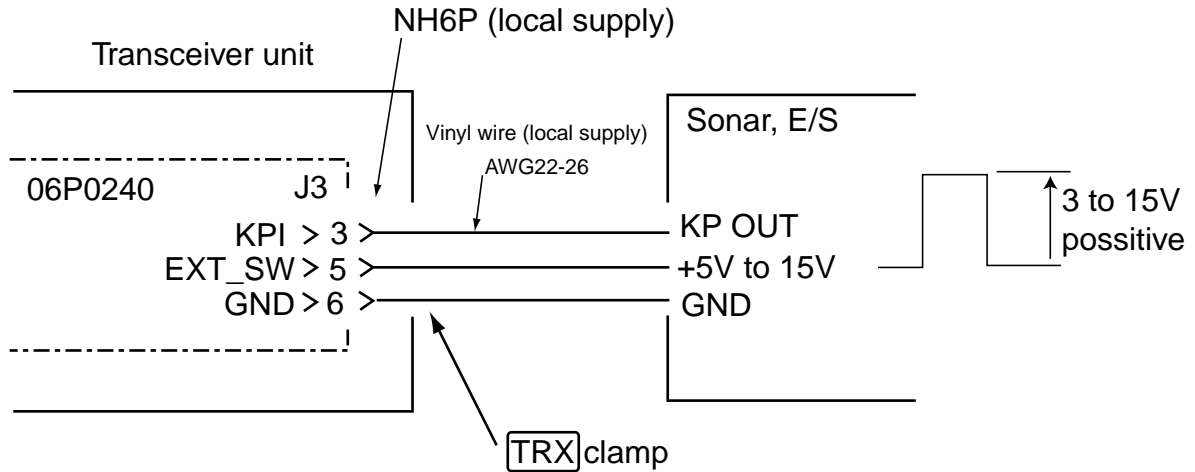 NH6P (local supply)
Transceiver unit
Sonar, E/S
Vinyl wire (local supply)
AWG22-26
06P0240
J3
KPI > 3 >
KP OUT
EXT_SW > 5 >
+5V to 15V
GND > 6 >
GND
3 to 15V
possitive
TRX clamp